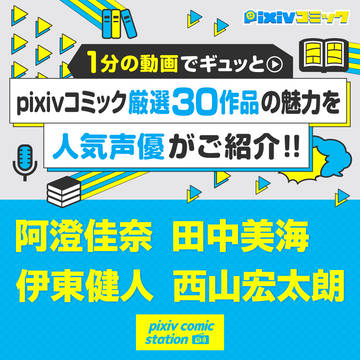 pixivコミック
1分の動画でギュッと
pixivコミック厳選30作品の魅力を
人気声優がご紹介!!
阿澄佳奈 田中美海
伊東健人 西山宏太朗
pixiv comic
station